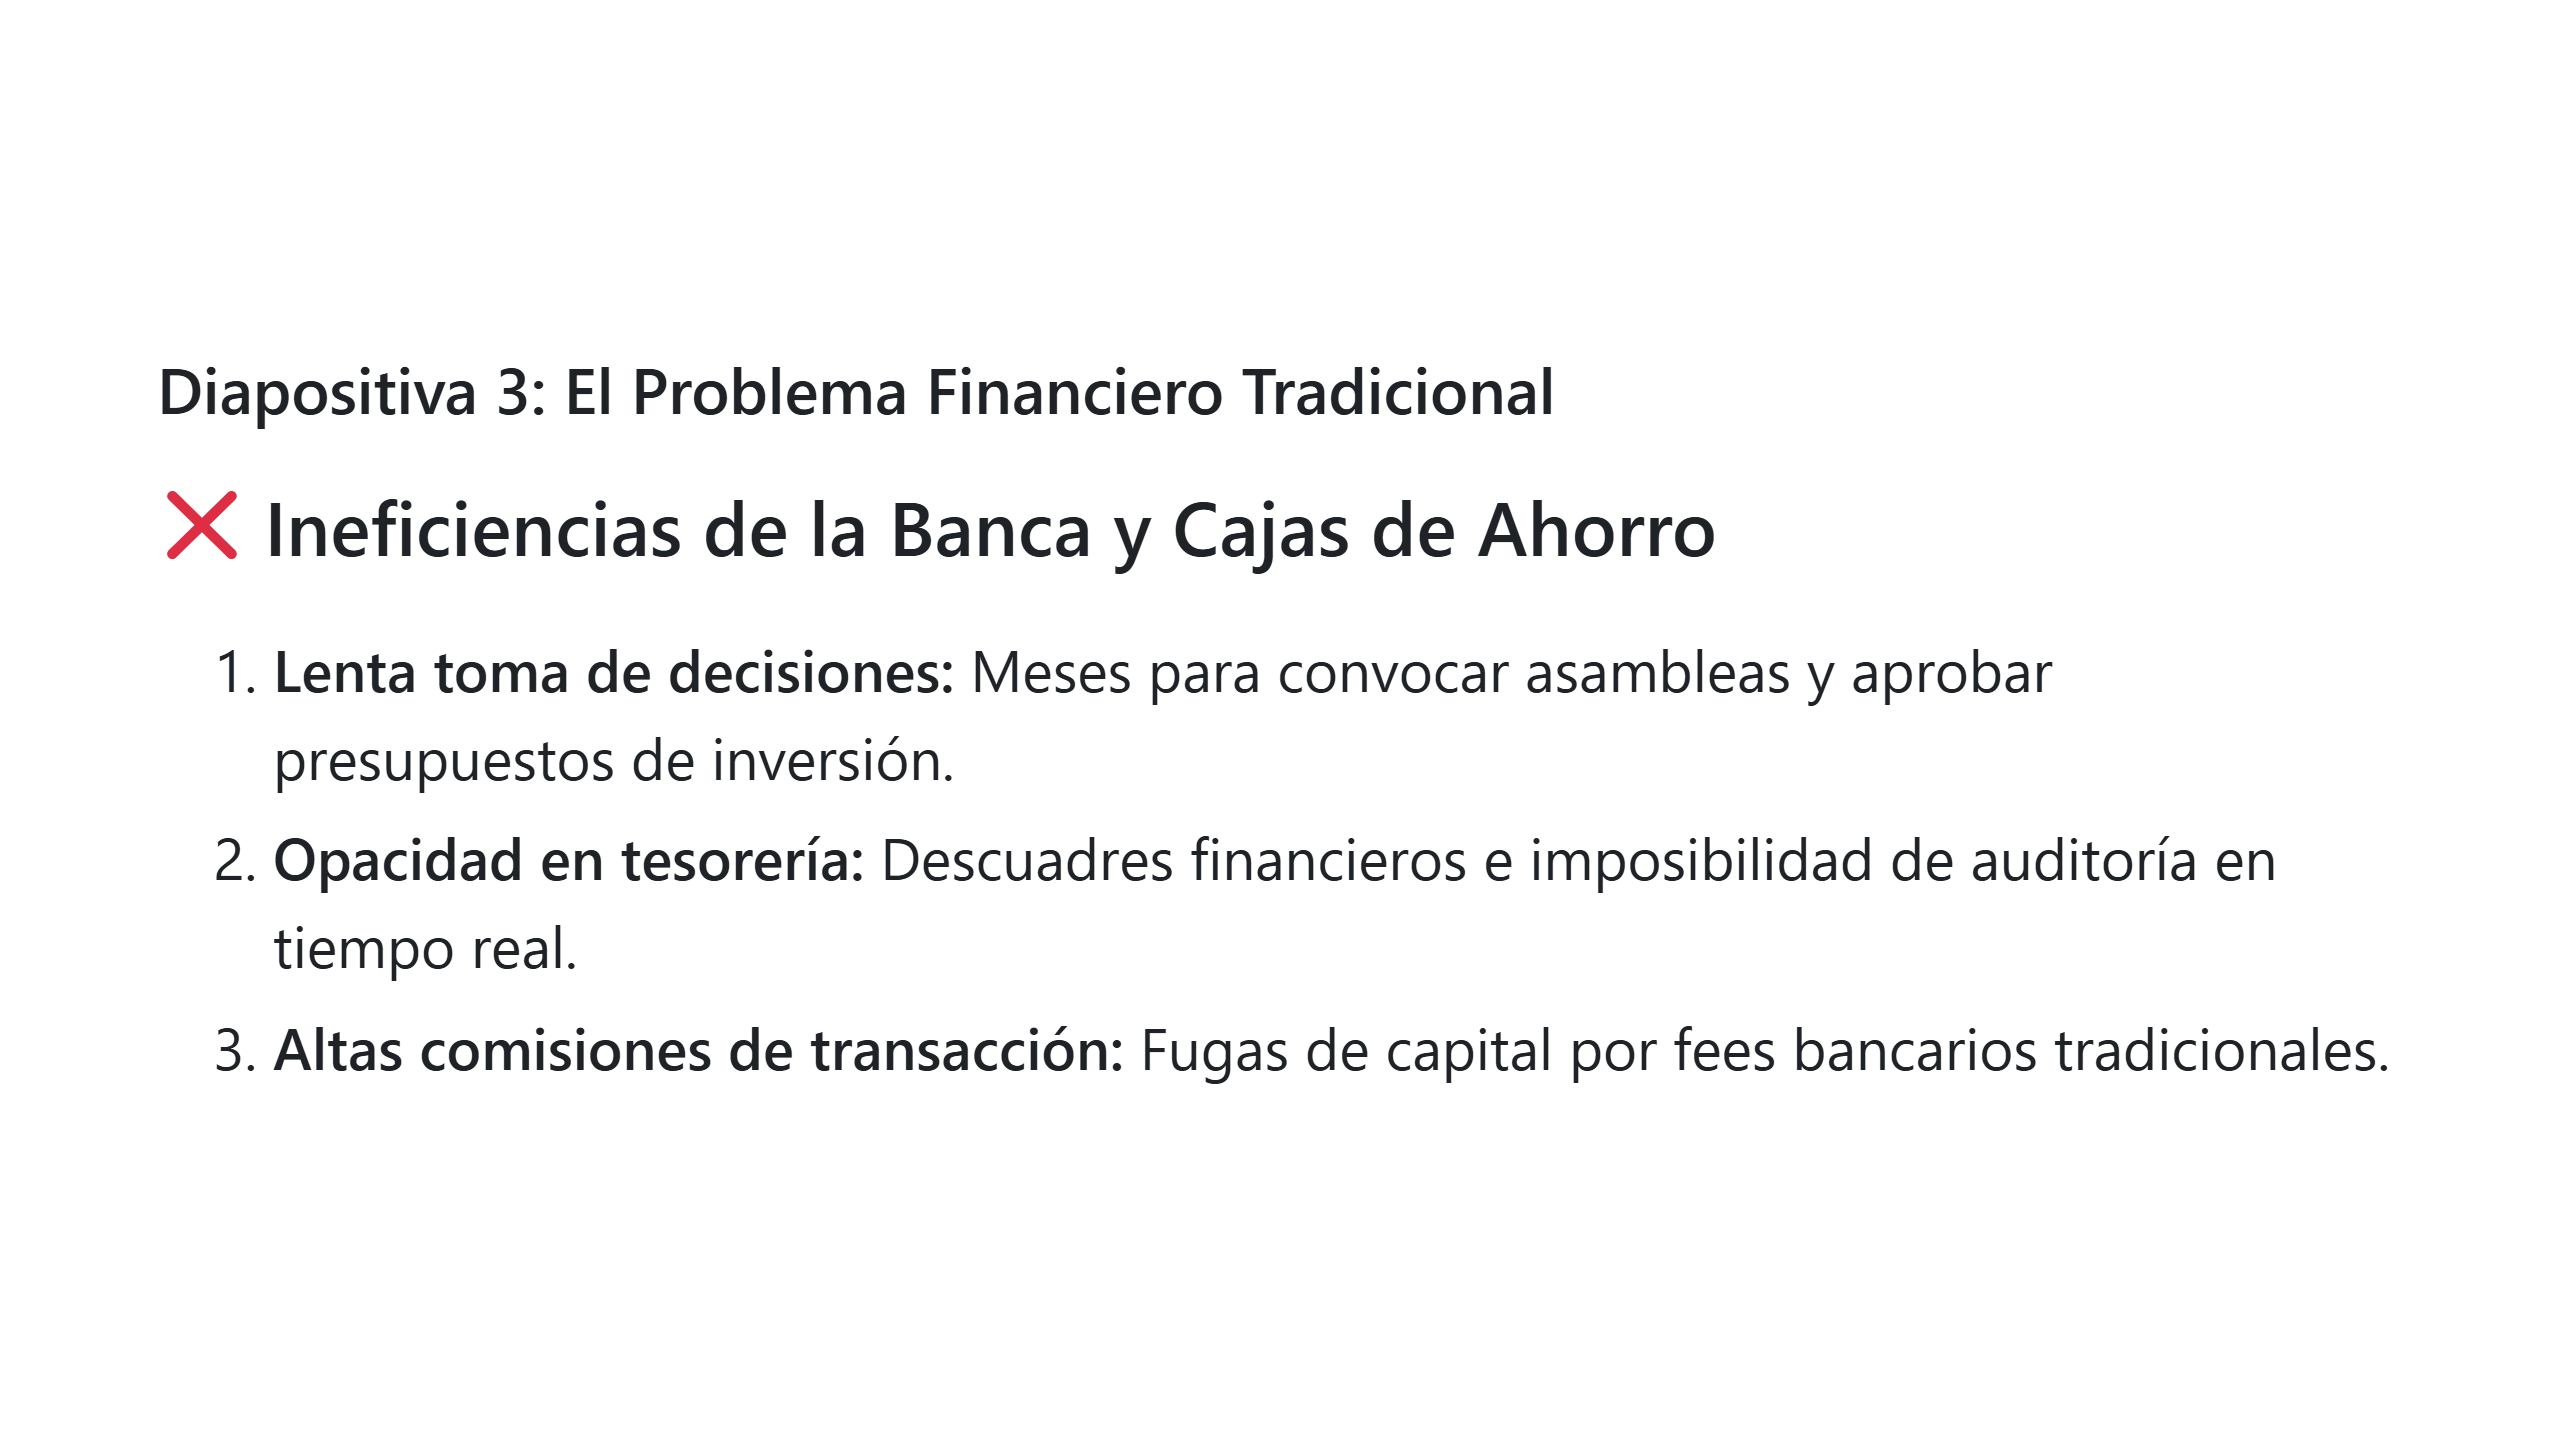 Diapositiva 3: El Problema Financiero Tradicional
❌ Ineficiencias de la Banca y Cajas de Ahorro
1. Lenta toma de decisiones: Meses para convocar asambleas y aprobar
presupuestos de inversión.
2. Opacidad en tesorería: Descuadres financieros e imposibilidad de auditoría en
tiempo real.
3. Altas comisiones de transacción: Fugas de capital por fees bancarios tradicionales.